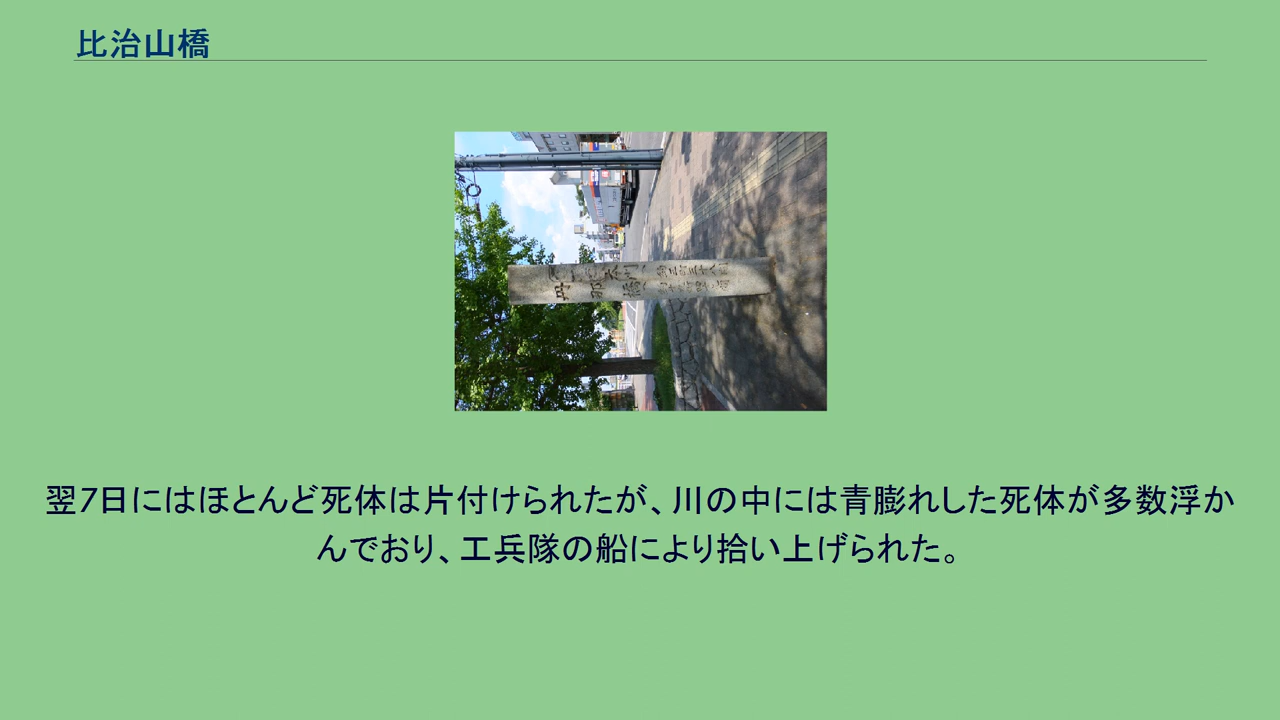 比治山橋
翌7日にはほとんど死体は片付けられたが、川の中には青膨れした死体が多数浮か
んでおり、工兵隊の船により拾い上げられた。